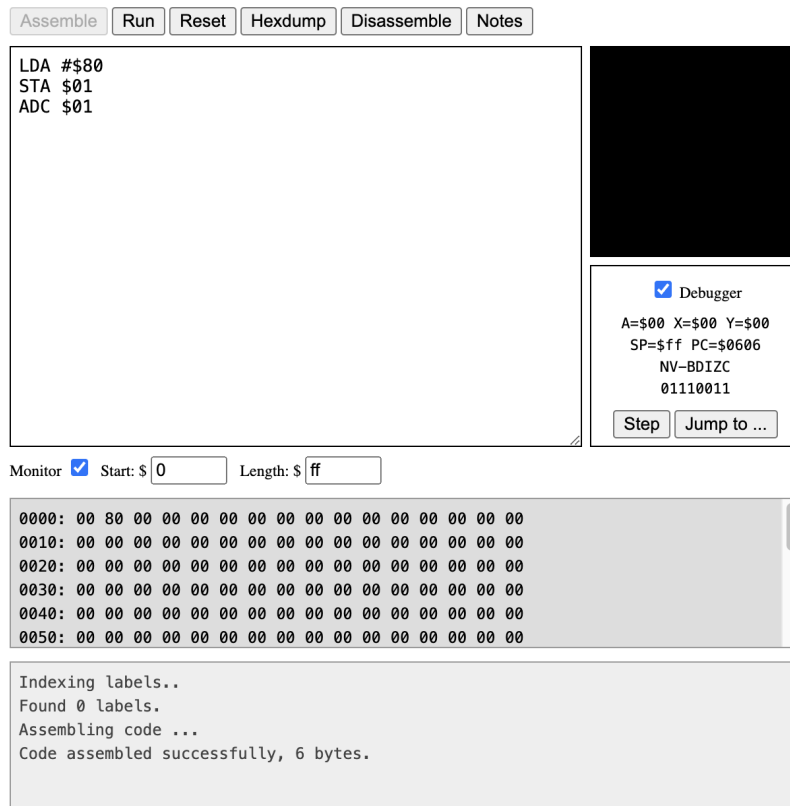 Assemble Run Reset Hexdump Disassemble Notes
LDA #$80
STA $01
ADC $01
Debugger
A=$00 X=$00 Y=$00
SP=$ff PC=$0606
NV-BDIZC
01110011
Step Jump to ...
Monitor Start: $ 0 Length: $ ff
0000: 00 80 00 00 00 00 00 00 00 00 00 00 00 00 00 00
0010: 00 00 00 00 00 00 00 00 00 00 00 00 00 00 00 00
0020: 00 00 00 00 00 00 00 00 00 00 00 00 00 00 00 00
0030: 00 00 00 00 00 00 00 00 00 00 00 00 00 00 00 00
0040: 00 00 00 00 00 00 00 00 00 00 00 00 00 00 00 00
0050: 00 00 00 00 00 00 00 00 00 00 00 00 00 00 00 00
Indexing labels..
Found 0 labels.
Assembling code ...
Code assembled successfully, 6 bytes.